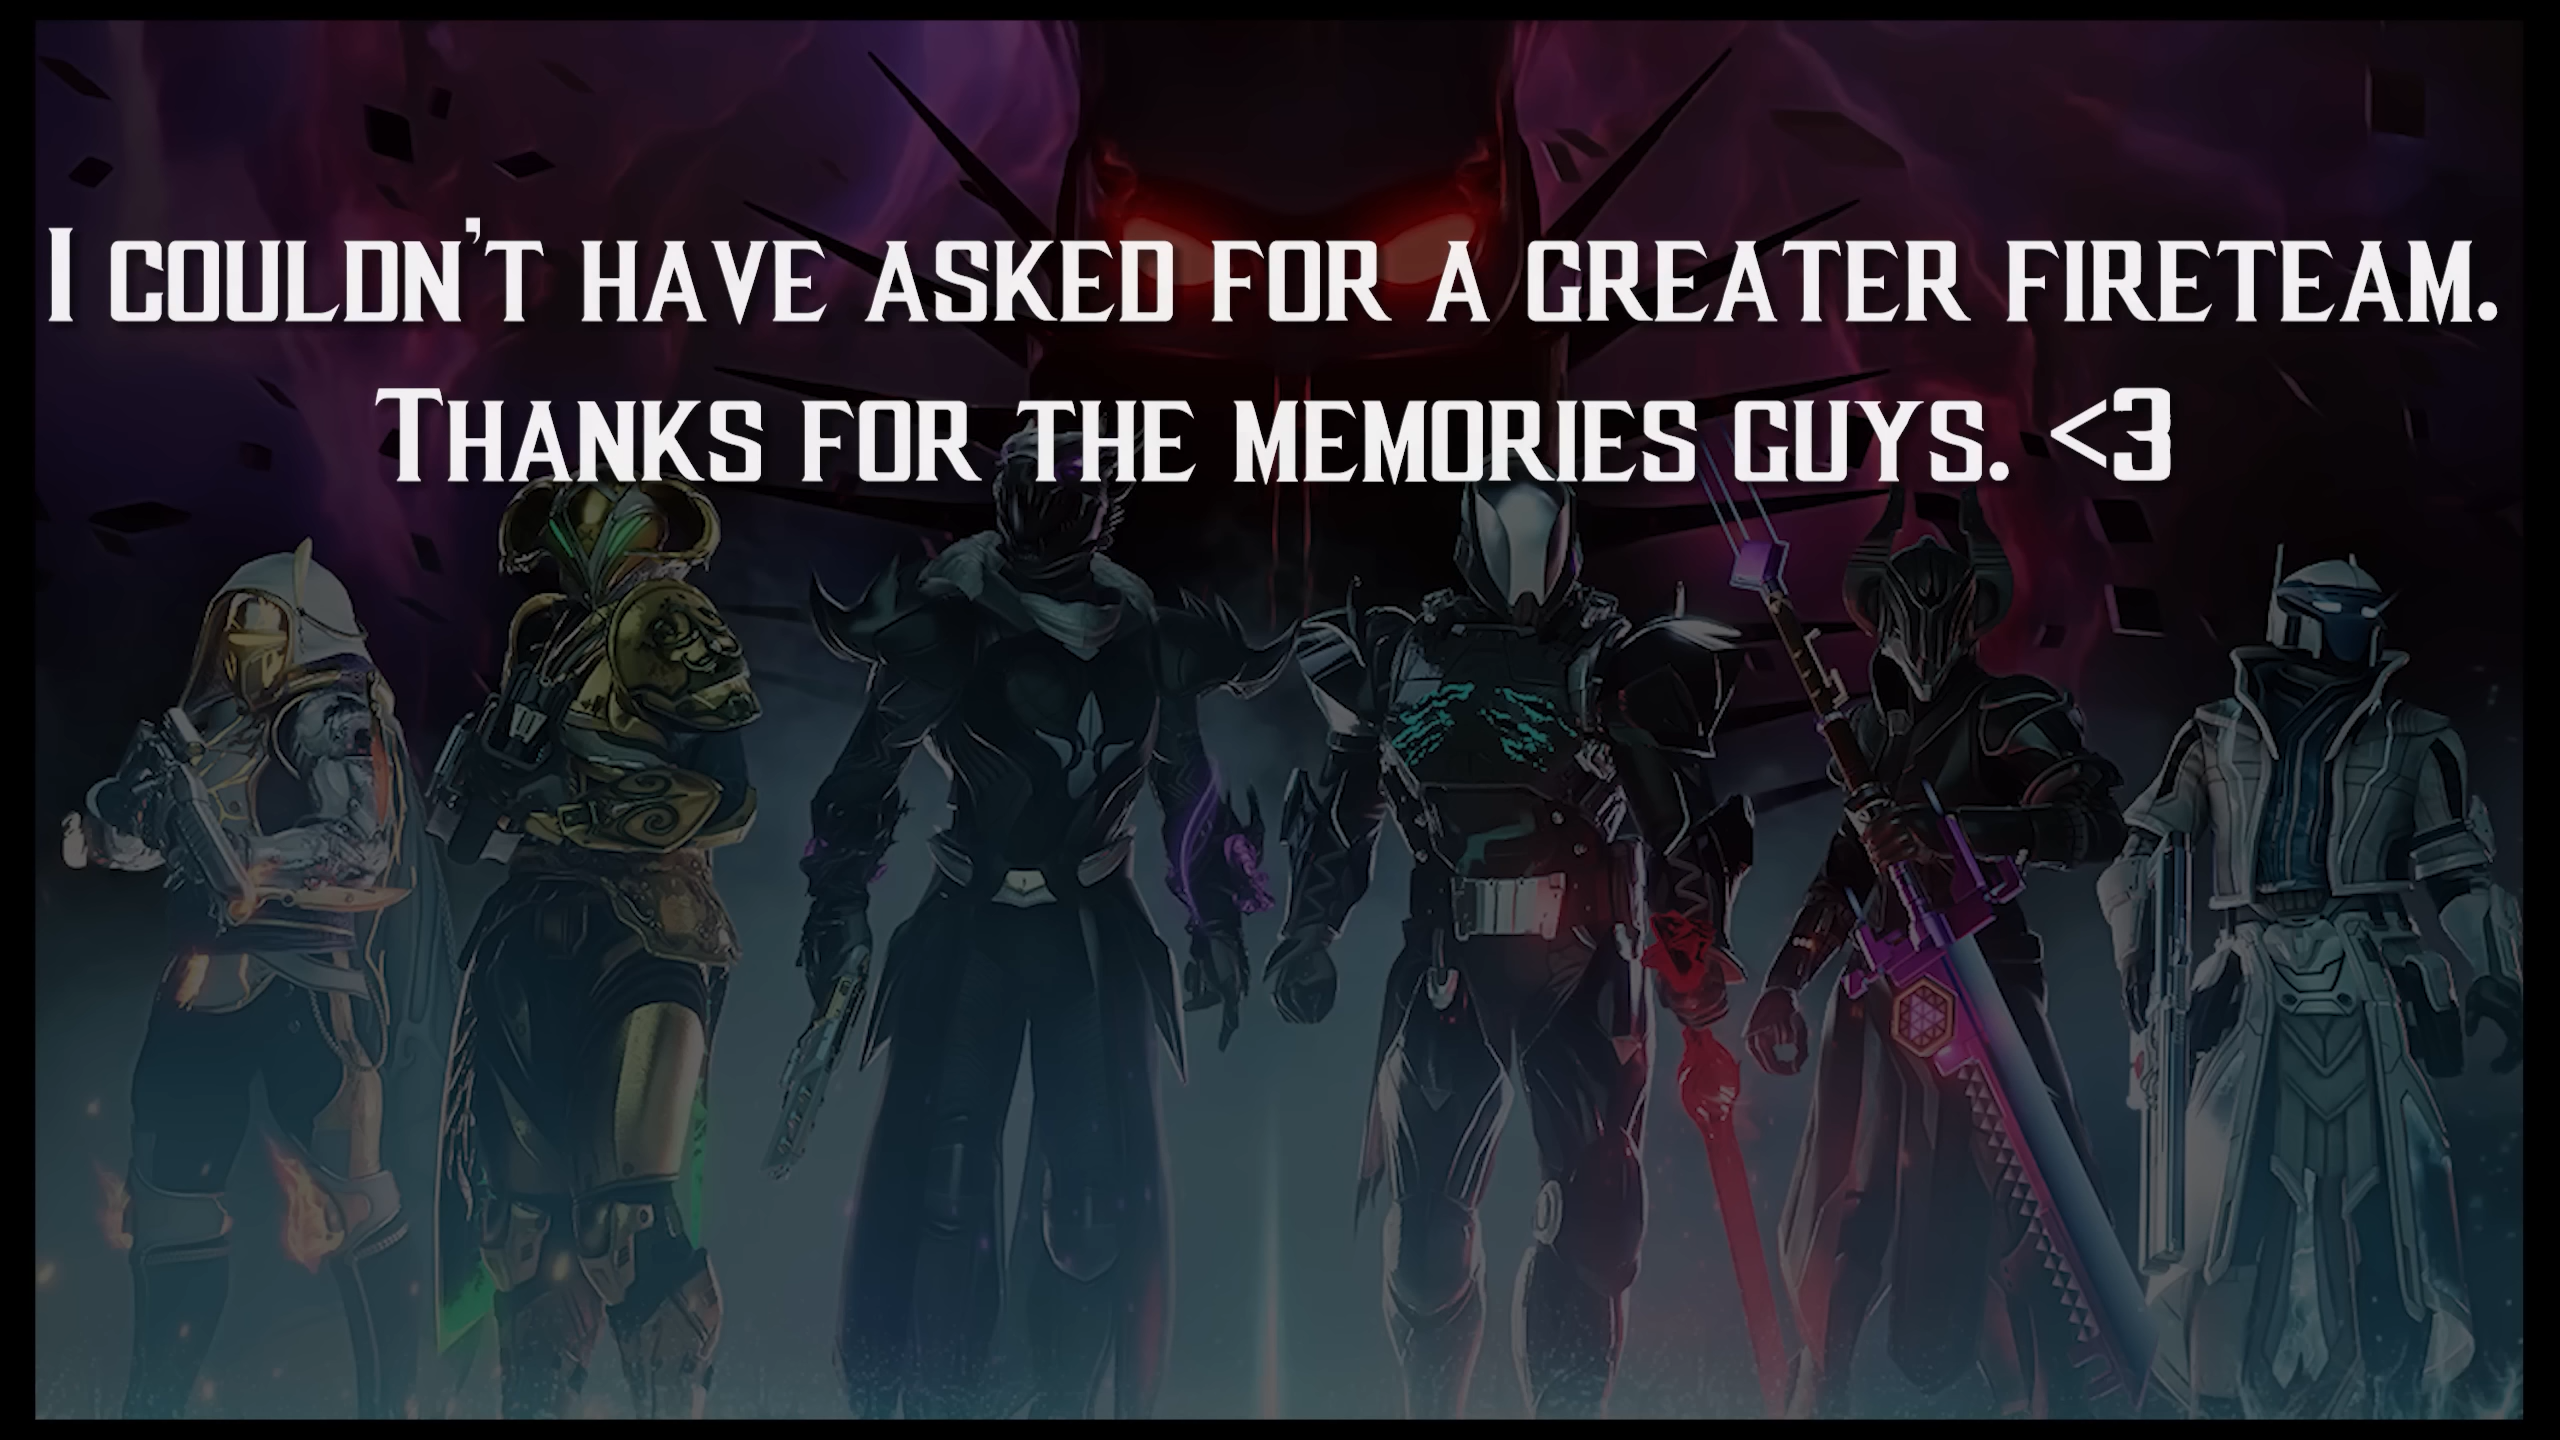 I couldn't have asked for a greater fireteam.
Thanks for the memories guys. <3